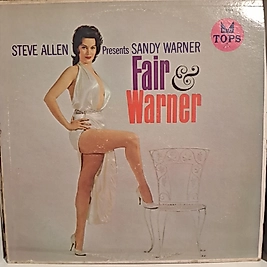 STEVE ALLEN Presents SANDY WARNER
Fair &
Warner
TOPS